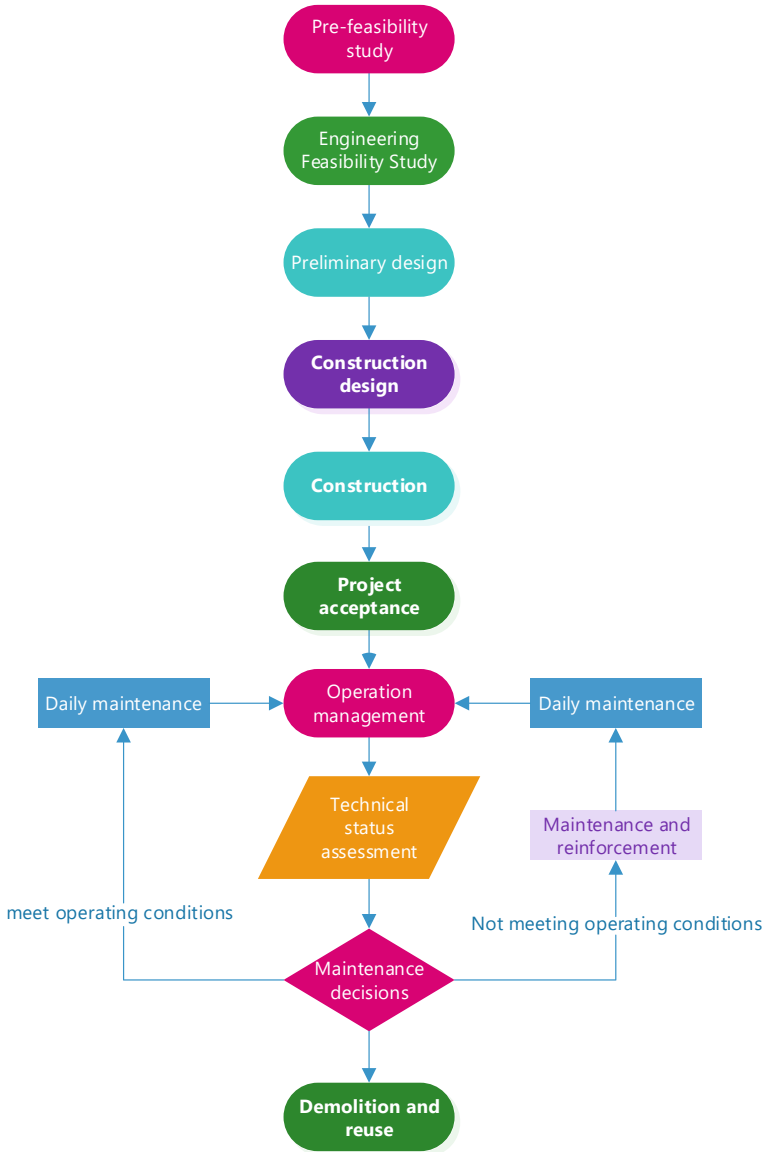 Pre-feasibility
study
Engineering
Feasibility Study
Preliminary design
Construction
design
Construction
Project
acceptance
Daily maintenance
Operation
management
Daily maintenance
Technical
status
assessment
Maintenance and
reinforcement
meet operating conditions
Not meeting operating conditions
Maintenance
decisions
Demolition and
reuse